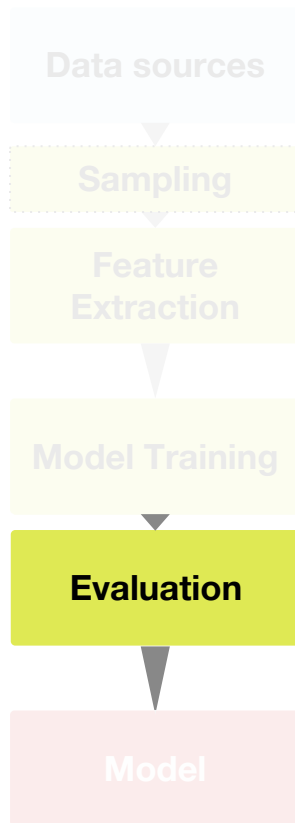 Data sources
Sampling
Feature
Extraction
Model Training
Evaluation
Model